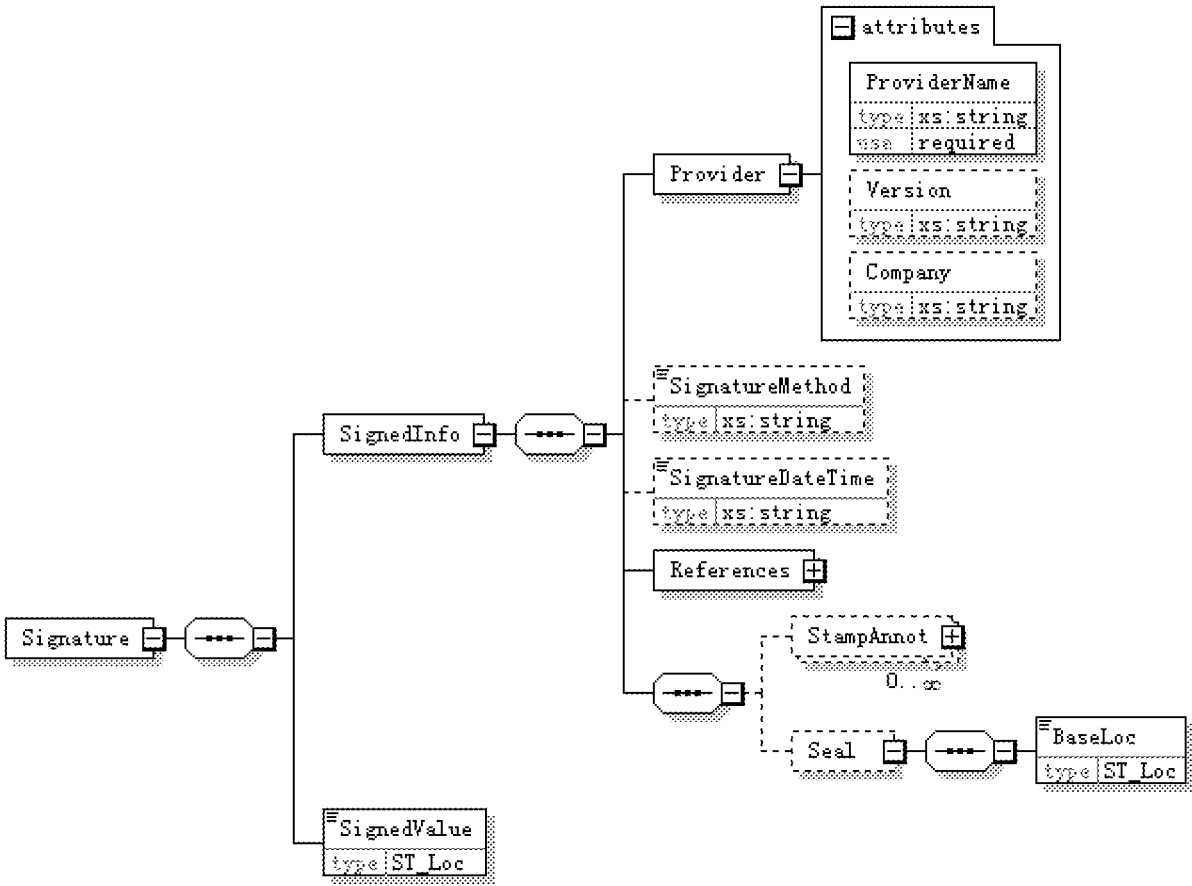 attributes
ProviderName
type xs:string
use required
Provider
Version
type xs:string
Company
type xs:string
SignatureMethod
type xs:string
SignedInfo
SignatureDateTime
type xs:string
References
Signature
StampAnnot
0..∞
Seal
BaseLoc
type ST_Loc
SignedValue
type ST_Loc